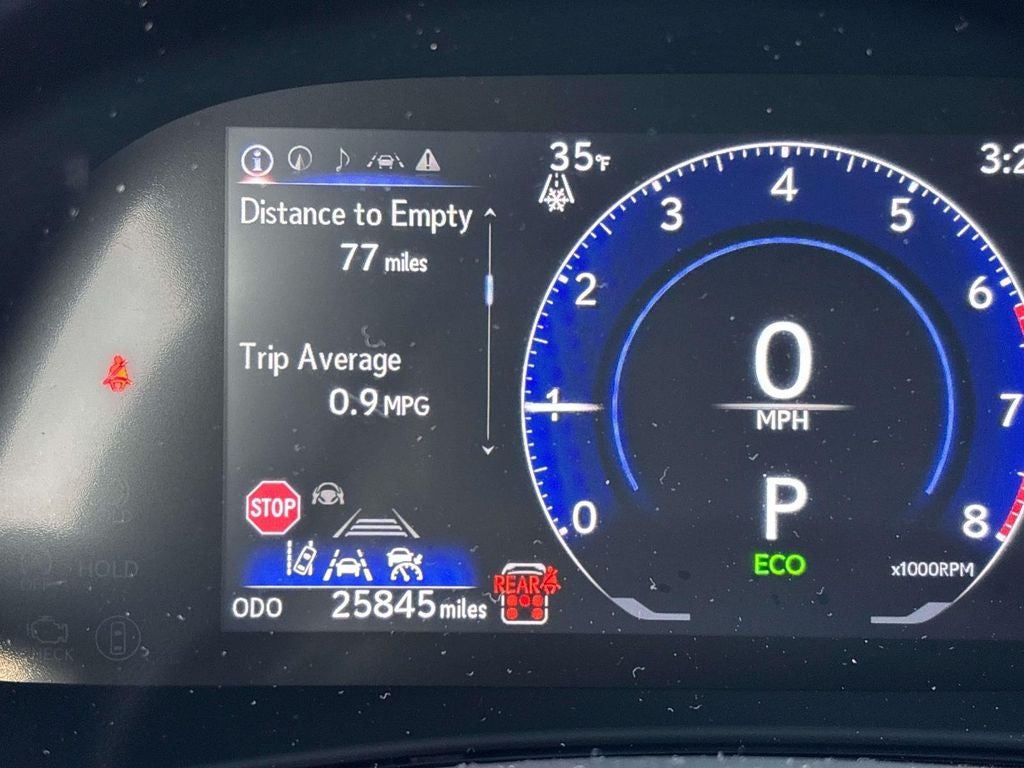 35°F
3:2
Distance to Empty
77 miles
Trip Average
0.9 MPG
STOP
ODO 25845 miles
REAR
0
1
2
3
4
5
6
7
8
0
MPH
P
ECO
x1000RPM
HOLD
CHECK